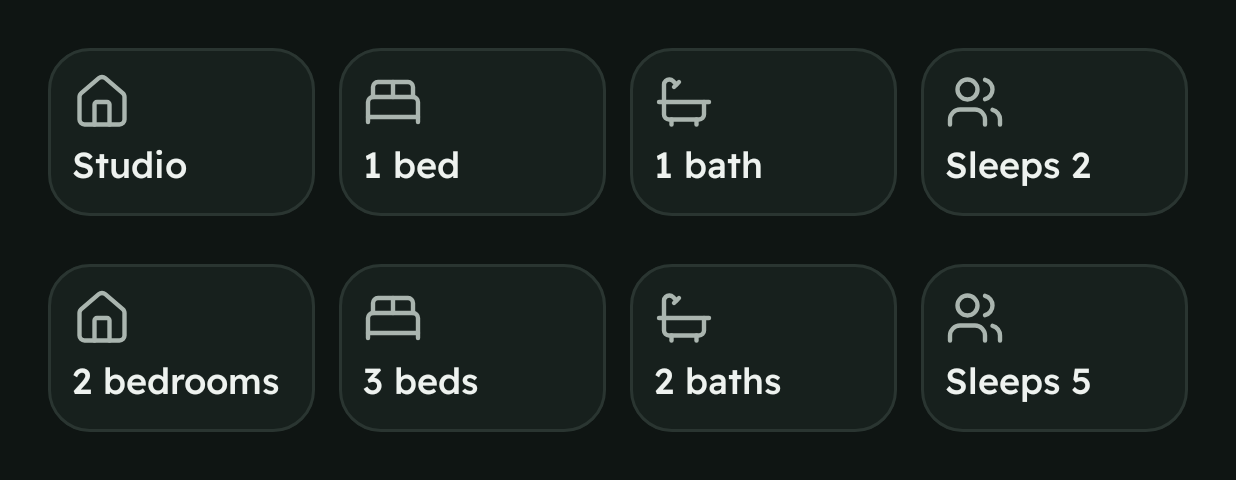 Studio
1 bed
1 bath
Sleeps 2
2 bedrooms
3 beds
2 baths
Sleeps 5